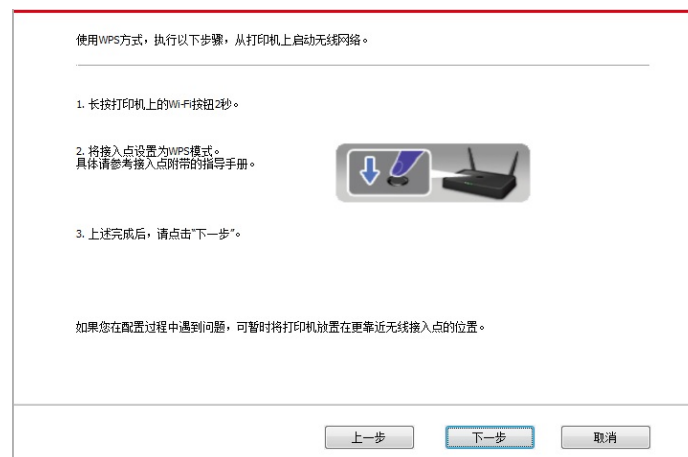 使用WPS方式，执行以下步骤，从打印机上启动无线网络。
1. 长按打印机上的Wi-Fi按钮2秒。
2. 将接入点设置为WPS模式。
具体请参考接入点附带的指导手册。
3. 上述完成后，请点击“下一步”。
如果您在配置过程中遇到问题，可暂时将打印机放置在更靠近无线接入点的位置。
上一步
下一步
取消